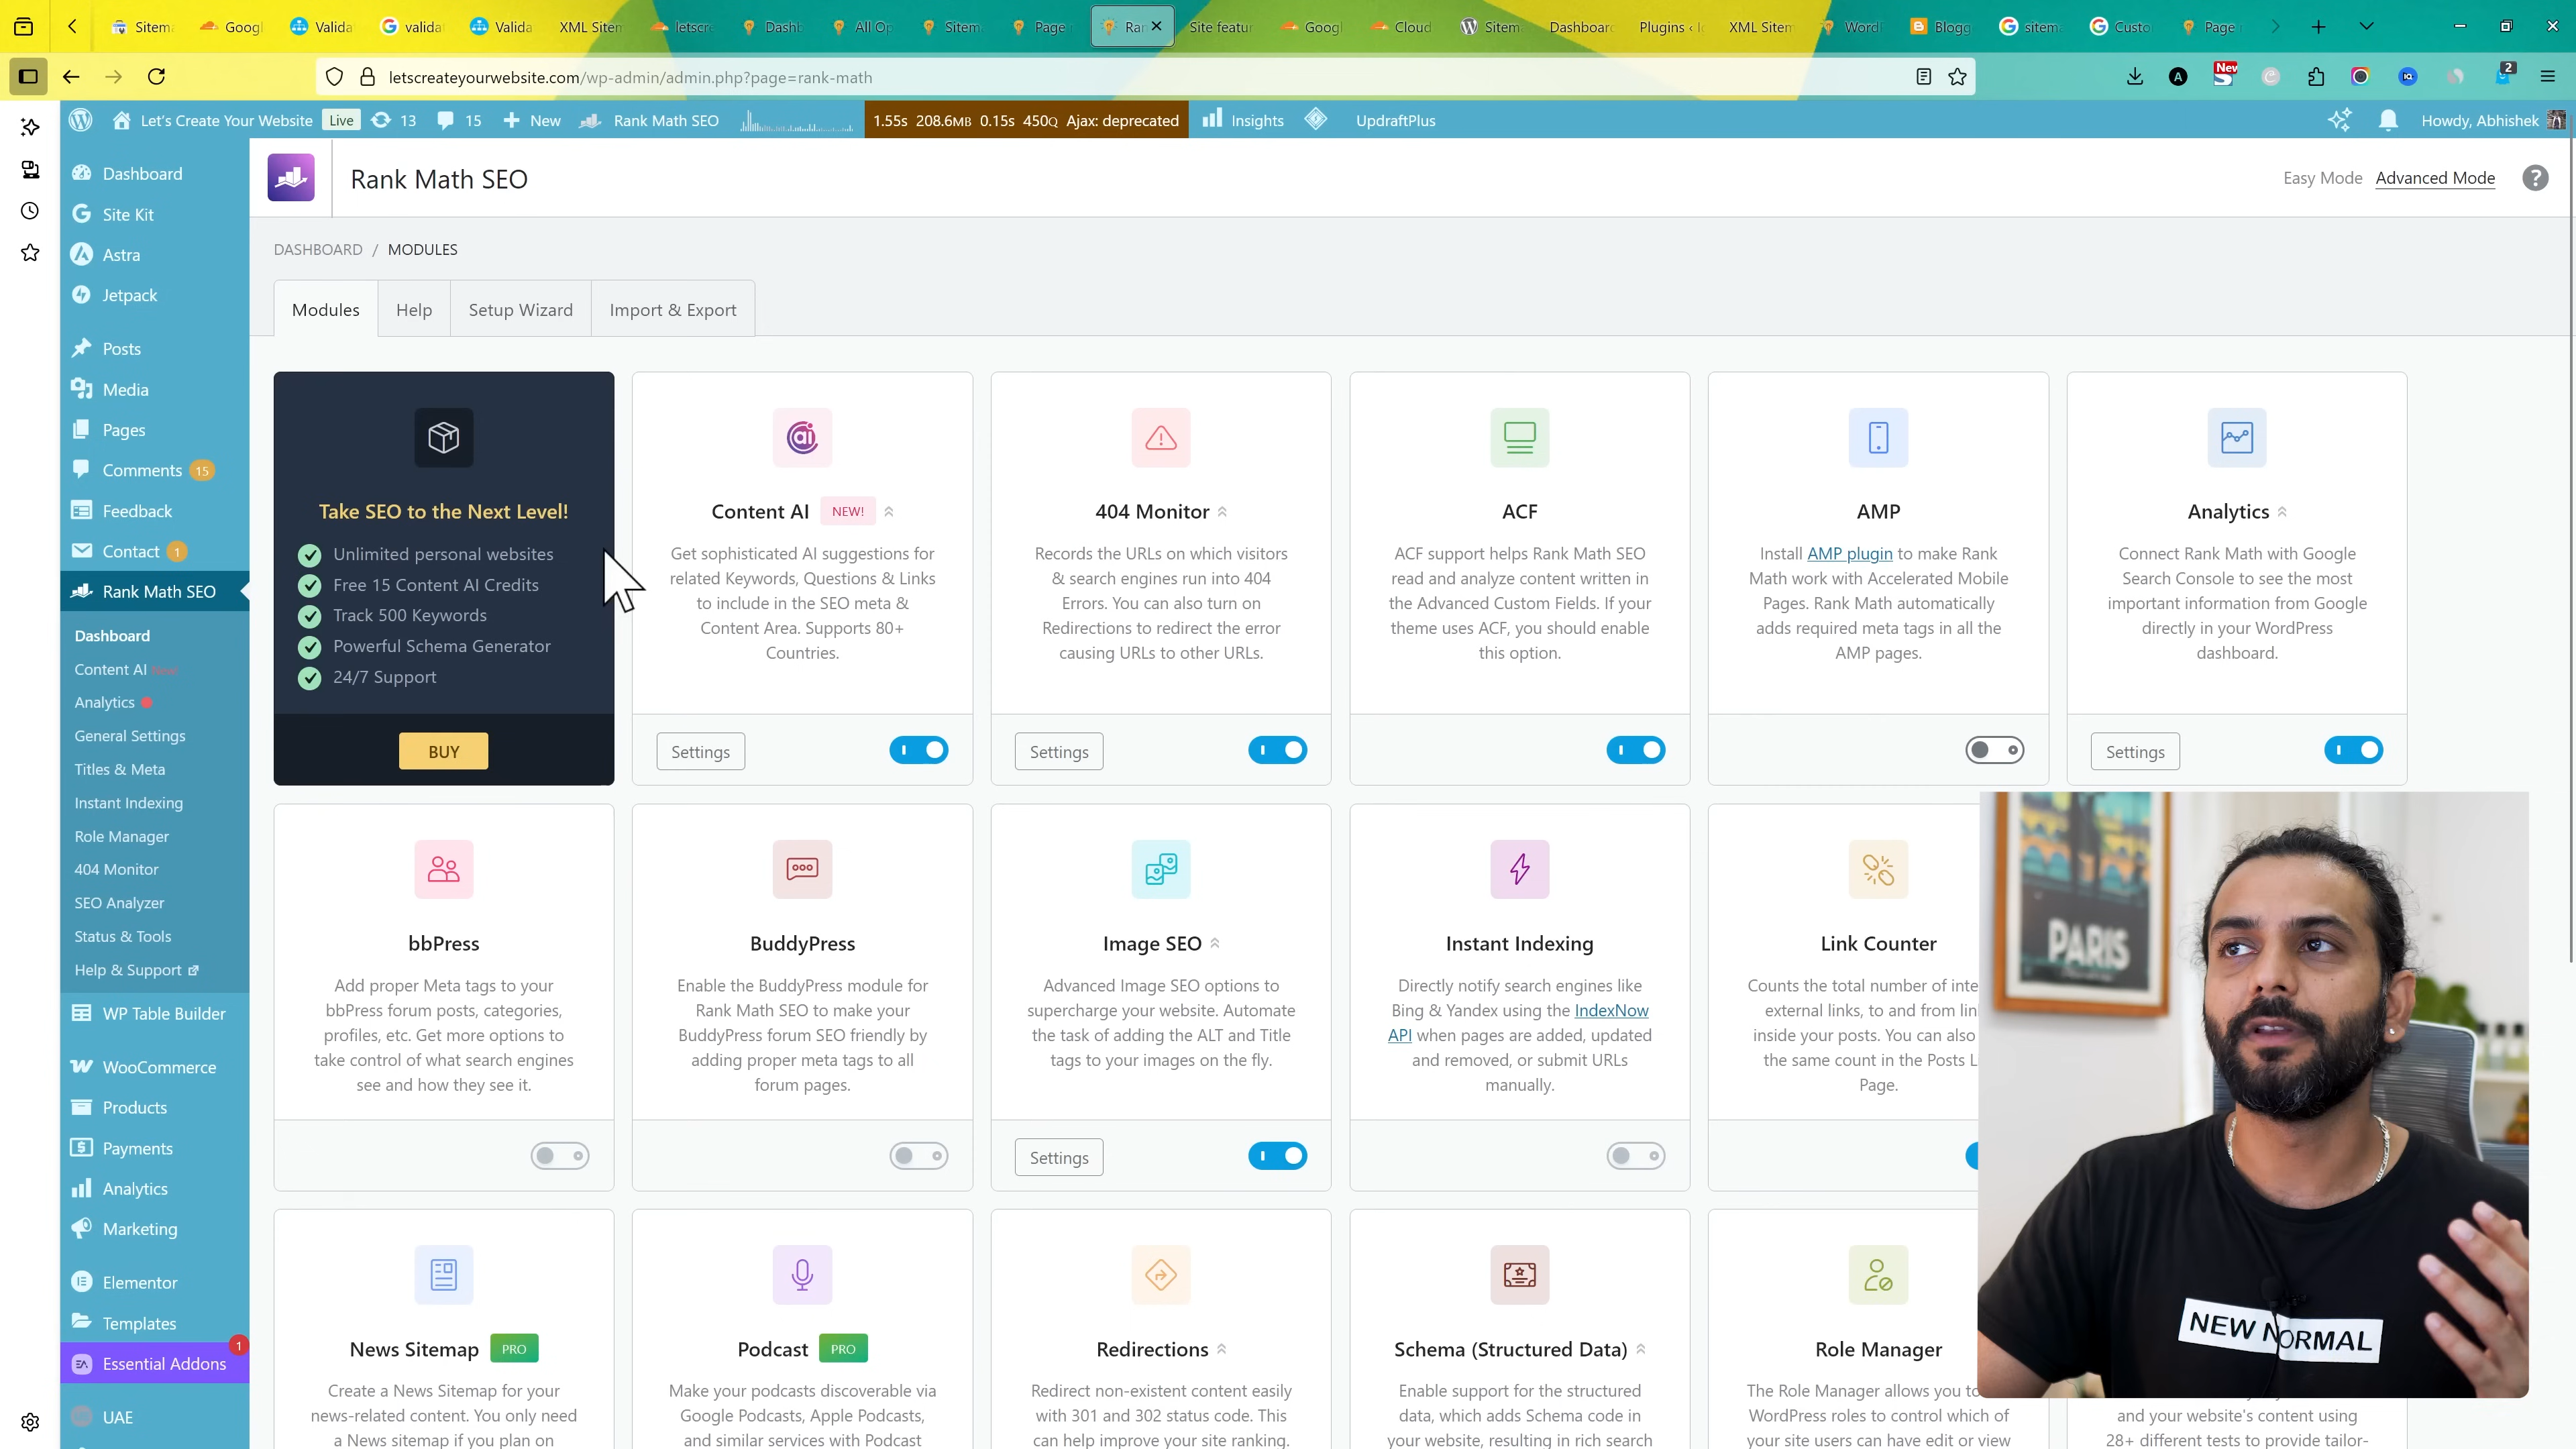 Sitem
Googl
Valida
valida
Valida
XML Sitem
letscre
Dashb
All Op
Sitem
Page
Ran
Site featur
Googl
Cloud
Sitem
Dashboard
Plugins ‹
XML Sitem
Word
Blogg
sitem
Custo
Page
letscreateyourwebsite.com/wp-admin/admin.php?page=rank-math
New
2
Let's Create Your Website Live 13 15 New Rank Math SEO 1.55s 208.6MB 0.15s 450Q Ajax: deprecated Insights UpdraftPlus Howdy, Abhishek
Dashboard
Site Kit
Astra
Jetpack
Posts
Media
Pages
Comments 15
Feedback
Contact 1
Rank Math SEO
Dashboard
Content AI New!
Analytics
General Settings
Titles & Meta
Instant Indexing
Role Manager
404 Monitor
SEO Analyzer
Status & Tools
Help & Support
WP Table Builder
WooCommerce
Products
Payments
Analytics
Marketing
Elementor
Templates
Essential Addons 1
UAE
Rank Math SEO
Easy Mode Advanced Mode ?
DASHBOARD / MODULES
Modules Help Setup Wizard Import & Export
Take SEO to the Next Level!
Unlimited personal websites
Free 15 Content AI Credits
Track 500 Keywords
Powerful Schema Generator
24/7 Support
BUY
Content AI NEW!
Get sophisticated AI suggestions for
related Keywords, Questions & Links
to include in the SEO meta &
Content Area. Supports 80+
Countries.
Settings
404 Monitor
Records the URLs on which visitors
& search engines run into 404
Errors. You can also turn on
Redirections to redirect the error
causing URLs to other URLs.
Settings
ACF
ACF support helps Rank Math SEO
read and analyze content written in
the Advanced Custom Fields. If your
theme uses ACF, you should enable
this option.
AMP
Install AMP plugin to make Rank
Math work with Accelerated Mobile
Pages. Rank Math automatically
adds required meta tags in all the
AMP pages.
Analytics
Connect Rank Math with Google
Search Console to see the most
important information from Google
directly in your WordPress
dashboard.
Settings
bbPress
Add proper Meta tags to your
bbPress forum posts, categories,
profiles, etc. Get more options to
take control of what search engines
see and how they see it.
BuddyPress
Enable the BuddyPress module for
Rank Math SEO to make your
BuddyPress forum SEO friendly by
adding proper meta tags to all
forum pages.
Image SEO
Advanced Image SEO options to
supercharge your website. Automate
the task of adding the ALT and Title
tags to your images on the fly.
Settings
Instant Indexing
Directly notify search engines like
Bing & Yandex using the IndexNow
API when pages are added, updated
and removed, or submit URLs
manually.
Link Counter
Counts the total number of inte
external links, to and from lin
inside your posts. You can also
the same count in the Posts L
Page.
News Sitemap PRO
Create a News Sitemap for your
news-related content. You only need
a News sitemap if you plan on
Podcast PRO
Make your podcasts discoverable via
Google Podcasts, Apple Podcasts,
and similar services with Podcast
Redirections
Redirect non-existent content easily
with 301 and 302 status code. This
can help improve your site ranking.
Schema (Structured Data)
Enable support for the structured
data, which adds Schema code in
your website, resulting in rich search
Role Manager
The Role Manager allows you to
WordPress roles to control which of
your site users can have edit or view
and your website's content using
28+ different tests to provide tailor-
PARIS
NEW NORMAL